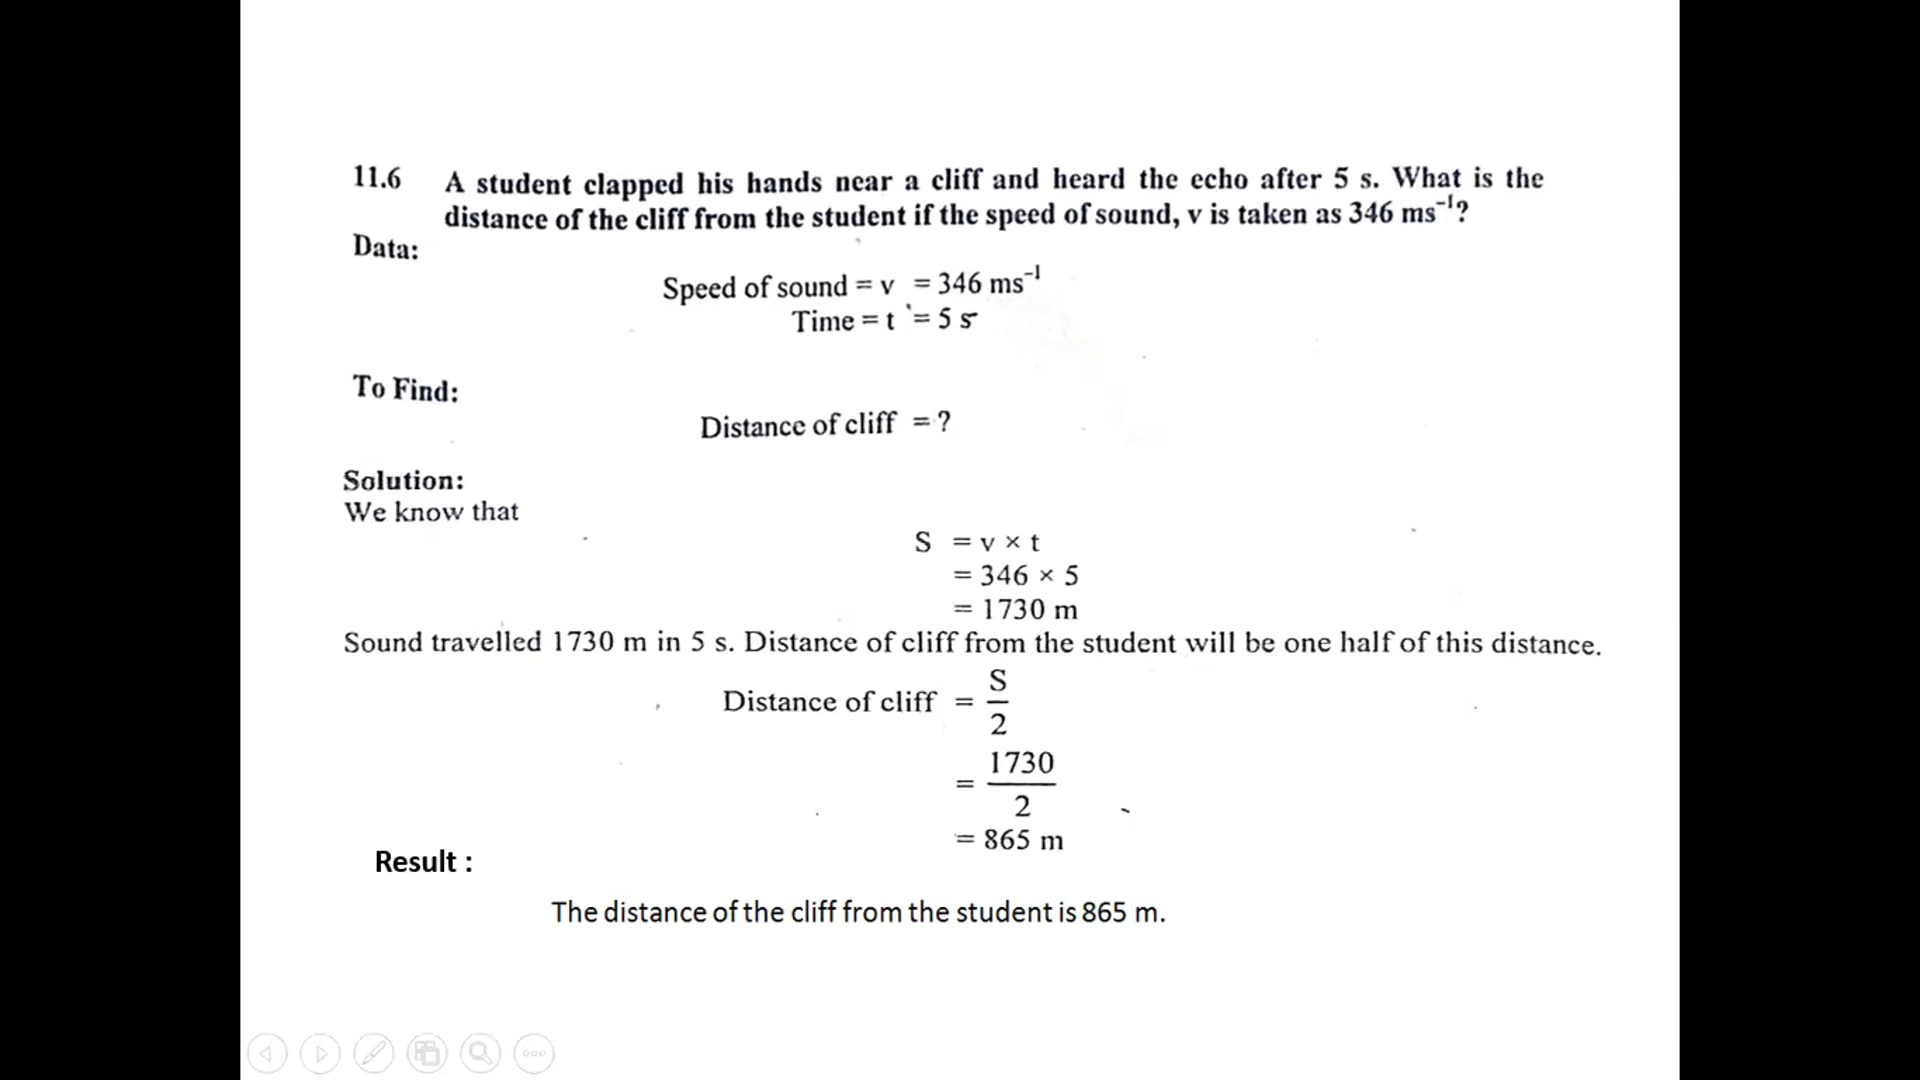 11.6 A student clapped his hands near a cliff and heard the echo after 5 s. What is the
distance of the cliff from the student if the speed of sound, v is taken as 346 ms⁻¹?
Data:
Speed of sound = v = 346 ms⁻¹
Time = t = 5 s
To Find:
Distance of cliff = ?
Solution:
We know that
S = v × t
= 346 × 5
= 1730 m
Sound travelled 1730 m in 5 s. Distance of cliff from the student will be one half of this distance.
Distance of cliff = S/2
= 1730/2
= 865 m
Result :
The distance of the cliff from the student is 865 m.